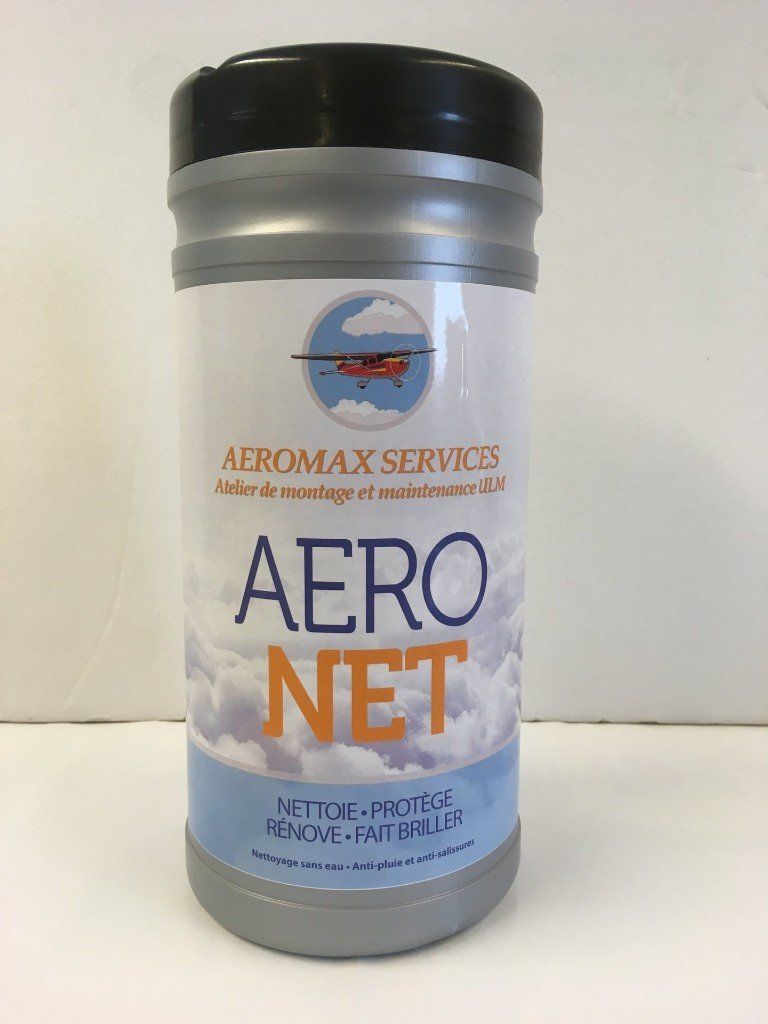 AEROMAX SERVICES
Atelier de montage et maintenance ULM
AERO
NET
NETTOIE • PROTÈGE
RÉNOVE • FAIT BRILLER
Nettoyage sans eau • Anti-pluie et anti-salissures